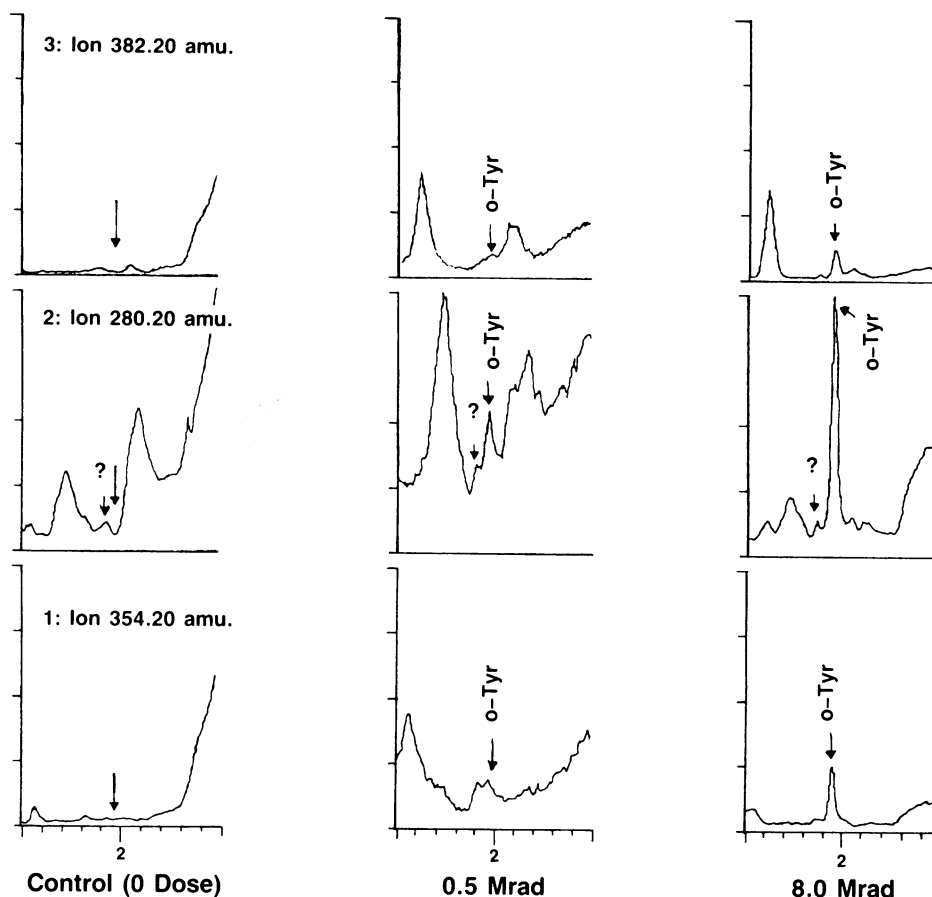 3: Ion 382.20 amu.
o-Tyr
o-Tyr
2: Ion 280.20 amu.
?
?
o-Tyr
?
o-Tyr
1: Ion 354.20 amu.
o-Tyr
o-Tyr
2
2
2
Control (0 Dose)
0.5 Mrad
8.0 Mrad